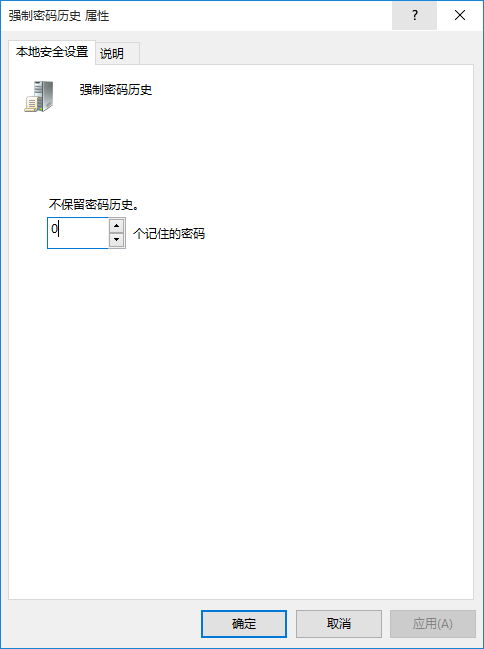 强制密码历史 属性
?
本地安全设置 说明
强制密码历史
不保留密码历史。
0 个记住的密码
确定 取消 应用(A)